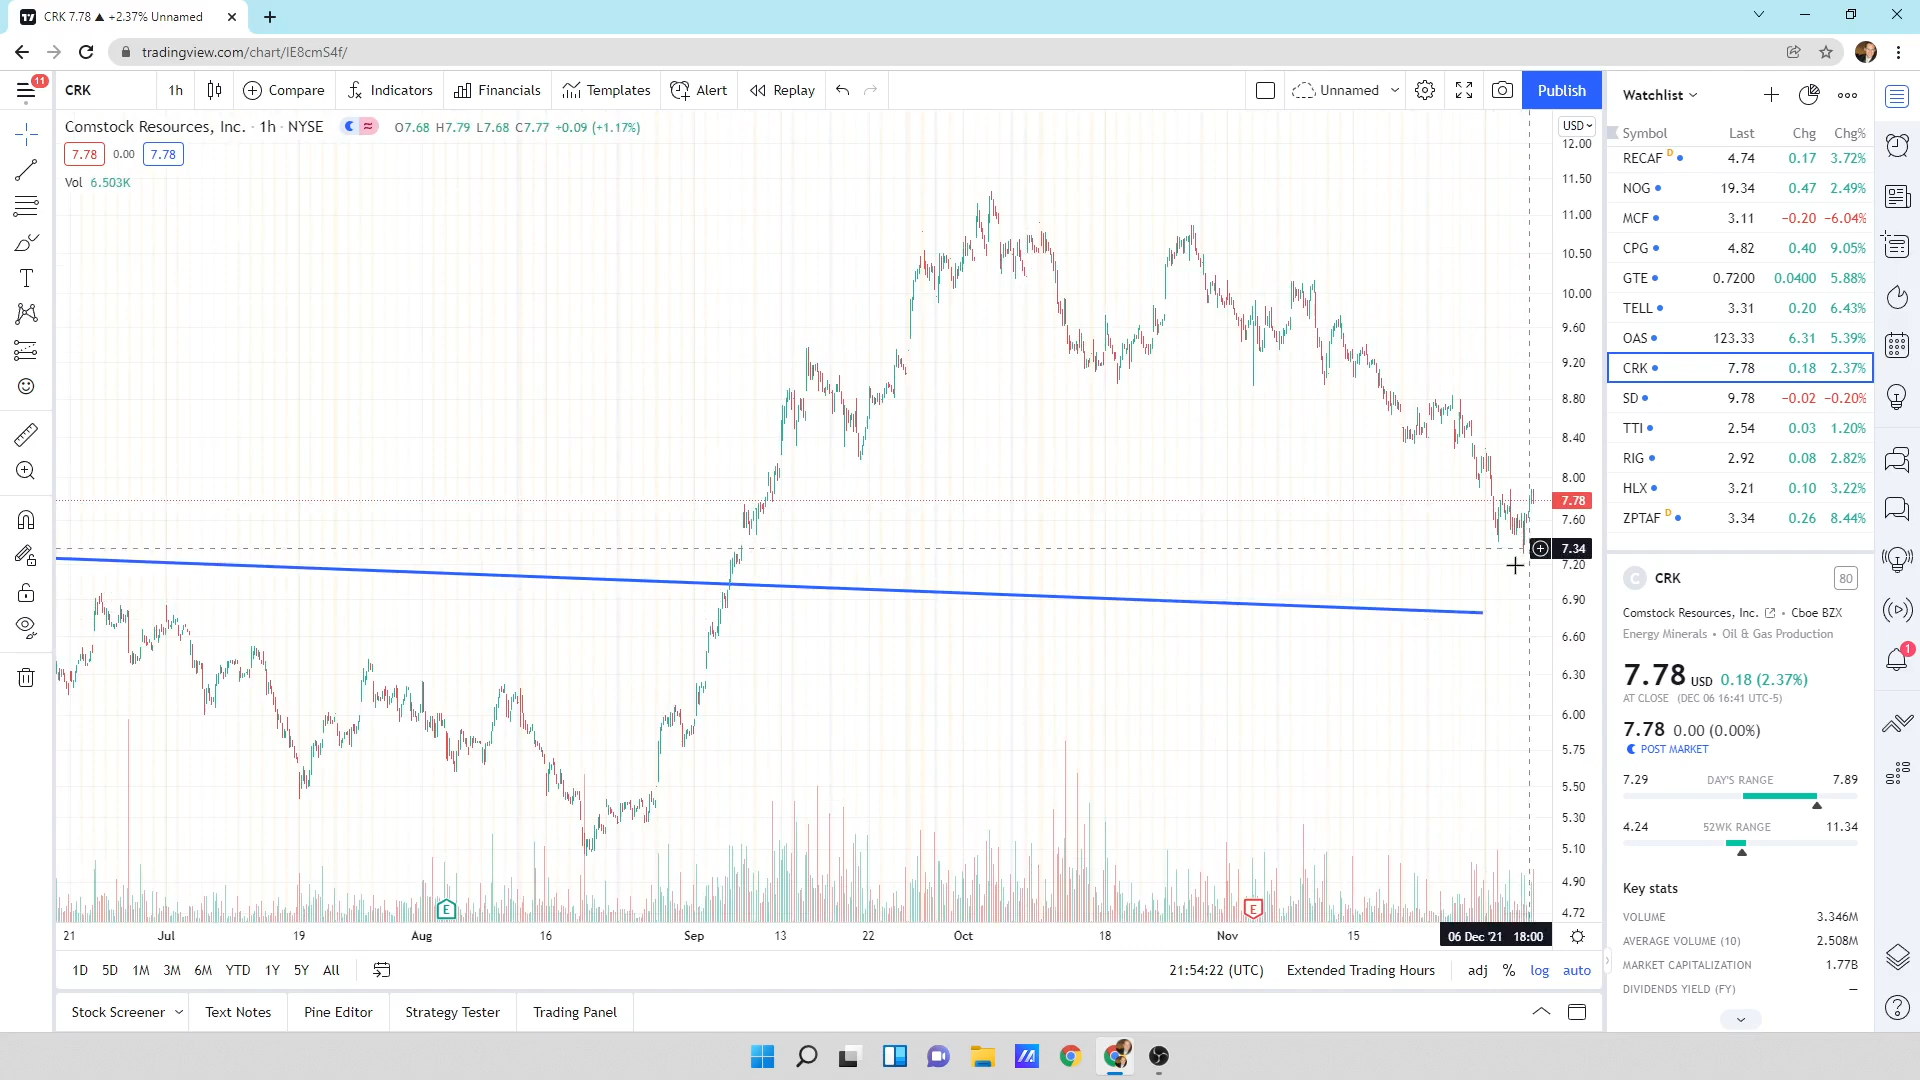 CRK 7.78 ▲ +2.37% Unnamed
tradingview.com/chart/IE8cmS4f/
11
CRK
1h
Compare
Indicators
Financials
Templates
Alert
Replay
Unnamed
Publish
Comstock Resources, Inc. · 1h · NYSE
O7.68 H7.79 L7.68 C7.77 +0.09 (+1.17%)
7.78 0.00 7.78
Vol 6.503K
USD
12.00
11.50
11.00
10.50
10.00
9.60
9.20
8.80
8.40
8.00
7.78
7.60
7.34
7.20
6.90
6.60
6.30
6.00
5.75
5.50
5.30
5.10
4.90
4.72
E
E
21 Jul 19 Aug 16 Sep 13 22 Oct 18 Nov 15 06 Dec '21 18:00
1D 5D 1M 3M 6M YTD 1Y 5Y All
21:54:22 (UTC) Extended Trading Hours adj % log auto
Stock Screener Text Notes Pine Editor Strategy Tester Trading Panel
Watchlist
Symbol Last Chg Chg%
RECAF D 4.74 0.17 3.72%
NOG 19.34 0.47 2.49%
MCF 3.11 −0.20 −6.04%
CPG 4.82 0.40 9.05%
GTE 0.7200 0.0400 5.88%
TELL 3.31 0.20 6.43%
OAS 123.33 6.31 5.39%
CRK 7.78 0.18 2.37%
SD 9.78 −0.02 −0.20%
TTI 2.54 0.03 1.20%
RIG 2.92 0.08 2.82%
HLX 3.21 0.10 3.22%
ZPTAF D 3.34 0.26 8.44%
C CRK 80
Comstock Resources, Inc. • Cboe BZX
Energy Minerals • Oil & Gas Production
7.78 USD 0.18 (2.37%)
AT CLOSE (DEC 06 16:41 UTC-5)
7.78 0.00 (0.00%)
POST MARKET
7.29 DAY'S RANGE 7.89
4.24 52WK RANGE 11.34
Key stats
VOLUME 3.346M
AVERAGE VOLUME (10) 2.508M
MARKET CAPITALIZATION 1.77B
DIVIDENDS YIELD (FY) —
1